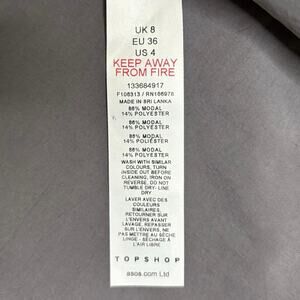 UK 8
EU 36
US 4
KEEP AWAY
FROM FIRE
133684917
F108313 / RN166978
MADE IN SRI LANKA
86% MODAL
14% POLYESTER
86% MODAL
14% POLYESTER
86% MODAL
14% POLIÉSTER
86% MODAL
14% POLYESTER
WASH WITH SIMILAR
COLOURS, TURN
INSIDE OUT BEFORE
CLEANING, IRON ON
REVERSE, DO NOT
TUMBLE DRY- LINE
DRY
LAVER AVEC DES
COULEURS
SIMILAIRES,
RETOURNER SUR
L'ENVERS AVANT
LAVAGE, REPASSER
SUR L'ENVERS, NE
PAS METTRE AU SÈCHE
LINGE - SÉCHAGE À
L'AIR LIBRE
TOPSHOP
asos.com Ltd